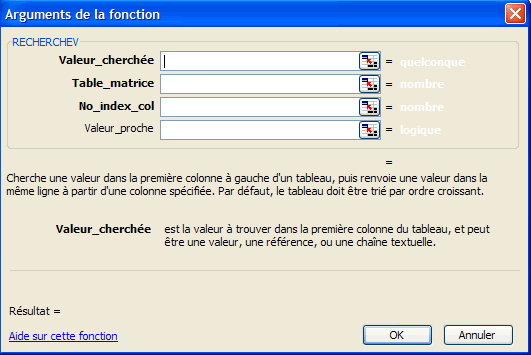 Arguments de la fonction
RECHERCHEV
Valeur_cherchée = quelconque
Table_matrice = nombre
No_index_col = nombre
Valeur_proche = logique
=
Cherche une valeur dans la première colonne à gauche d'un tableau, puis renvoie une valeur dans la
même ligne à partir d'une colonne spécifiée. Par défaut, le tableau doit être trié par ordre croissant.
Valeur_cherchée est la valeur à trouver dans la première colonne du tableau, et peut
être une valeur, une référence, ou une chaîne textuelle.
Résultat =
Aide sur cette fonction OK Annuler